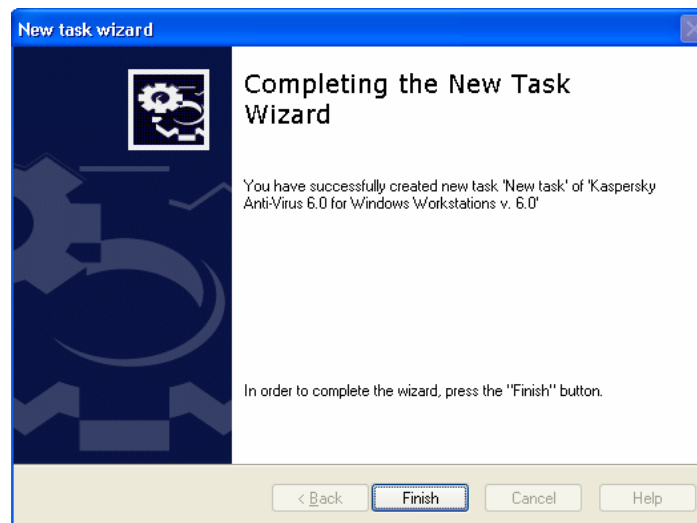 New task wizard
Completing the New Task
Wizard
You have successfully created new task 'New task' of 'Kaspersky
Anti-Virus 6.0 for Windows Workstations v. 6.0'
In order to complete the wizard, press the "Finish" button.
< Back Finish Cancel Help